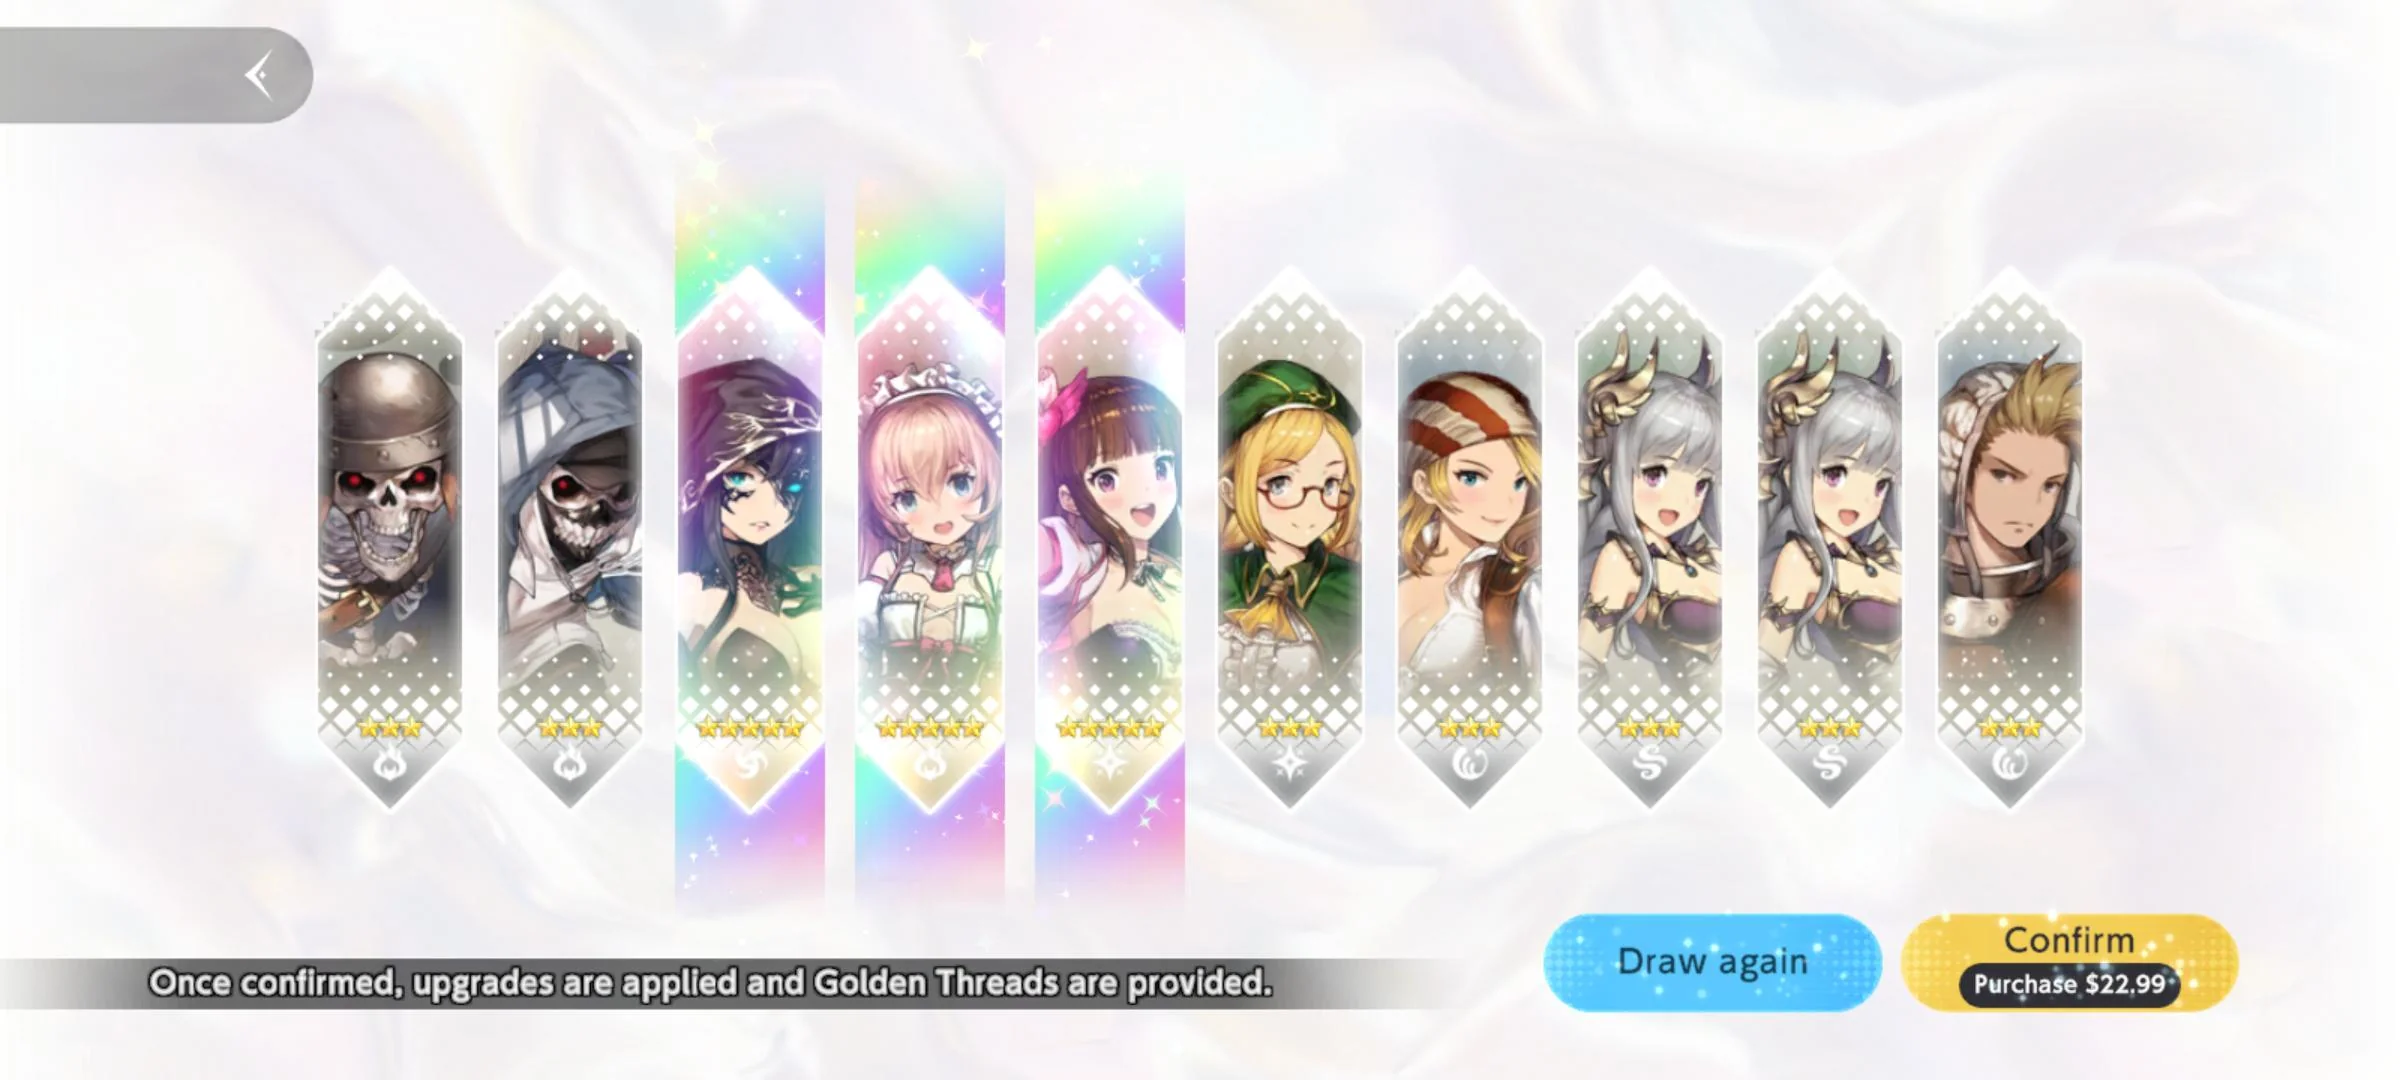 Once confirmed, upgrades are applied and Golden Threads are provided.
Draw again
Confirm
Purchase $22.99